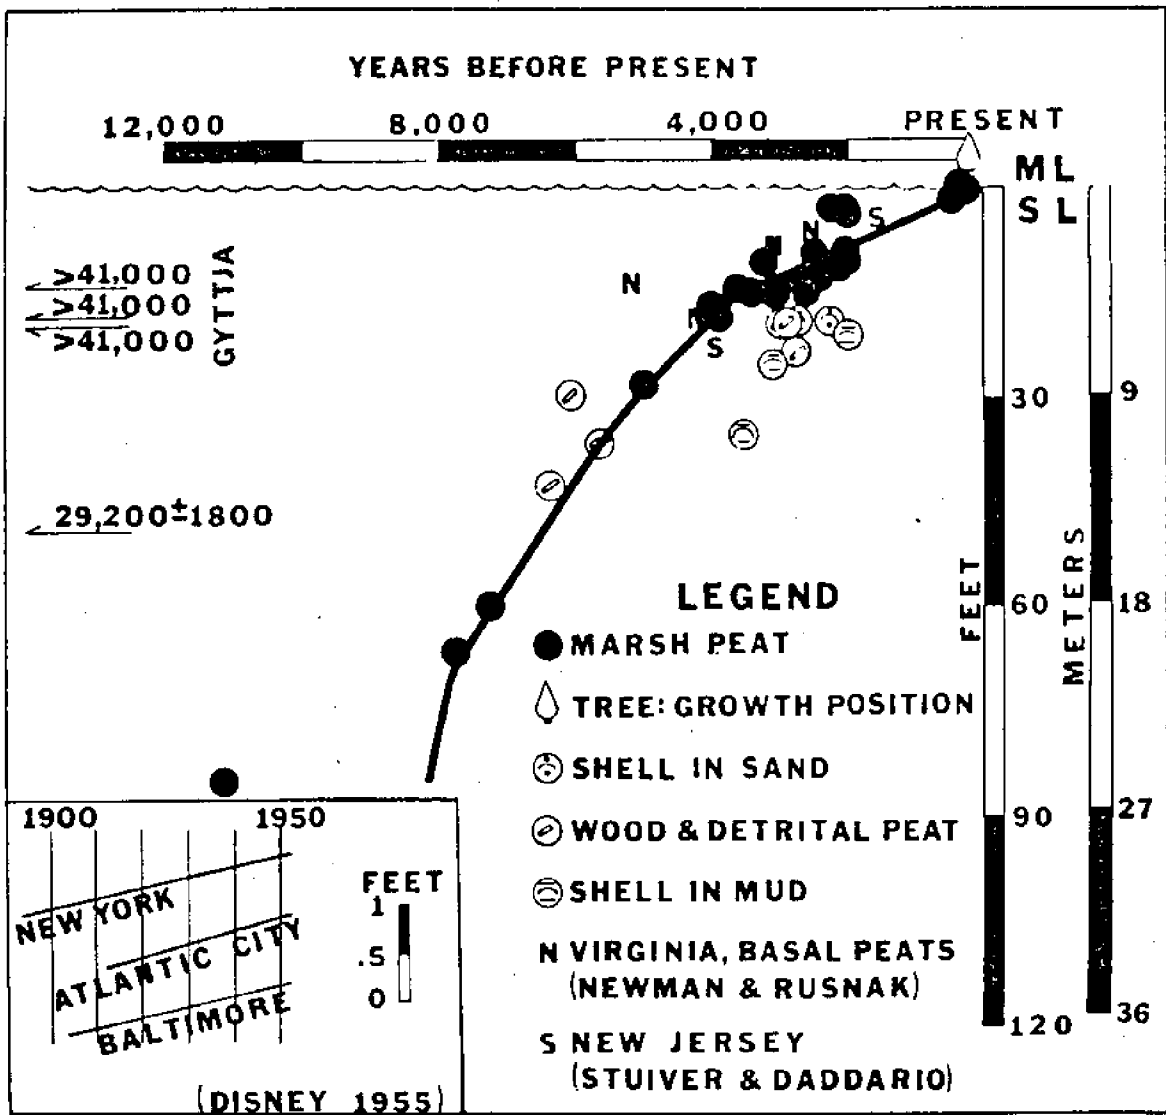 YEARS BEFORE PRESENT
12,000 8,000 4,000 PRESENT
ML
SL
S
N
N
>41,000
>41,000
>41,000
GYTTJA
N
S
30
9
29,200±1800
FEET
METERS
60
18
LEGEND
MARSH PEAT
TREE: GROWTH POSITION
SHELL IN SAND
WOOD & DETRITAL PEAT
SHELL IN MUD
N VIRGINIA, BASAL PEATS
(NEWMAN & RUSNAK)
S NEW JERSEY
(STUIVER & DADDARIO)
90
27
120
36
1900 1950
FEET
1
.5
0
NEW YORK
ATLANTIC CITY
BALTIMORE
(DISNEY 1955)